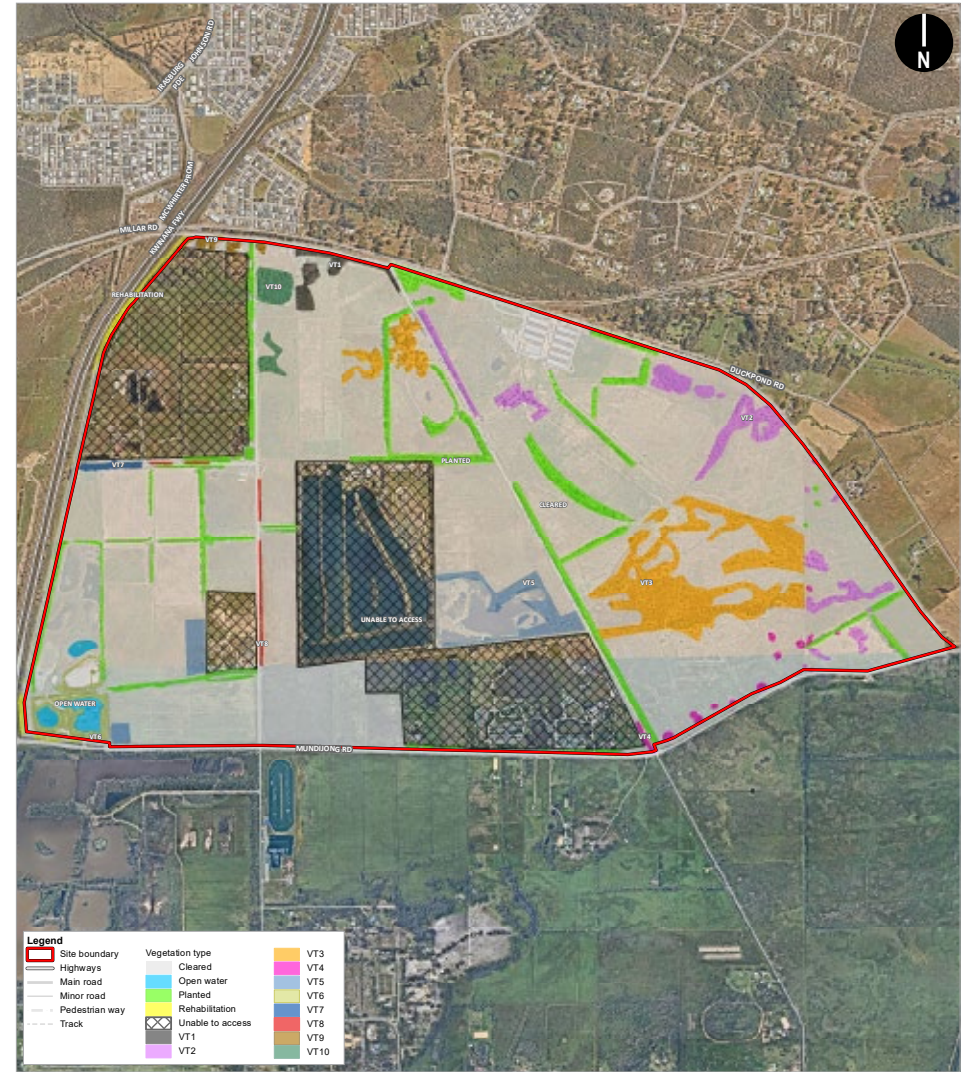 N
IRASBURG
PDE
JOHNSON RD
MCWHIRTER PROM
MILLAR RD
KWINANA FWY
VT9
VT1
VT10
REHABILITATION
DUCKPOND RD
VT2
VT7
PLANTED
CLEARED
VT5
VT3
UNABLE TO ACCESS
VT8
OPEN WATER
VT6
VT4
MUNDIJONG RD
Legend
Site boundary
Highways
Main road
Minor road
Pedestrian way
Track
Vegetation type
Cleared
Open water
Planted
Rehabilitation
Unable to access
VT1
VT2
VT3
VT4
VT5
VT6
VT7
VT8
VT9
VT10